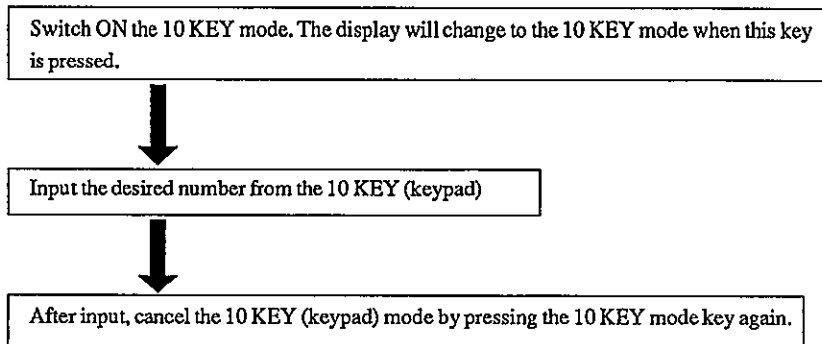 Switch ON the 10 KEY mode. The display will change to the 10 KEY mode when this key
is pressed.
Input the desired number from the 10 KEY (keypad)
After input, cancel the 10 KEY (keypad) mode by pressing the 10 KEY mode key again.